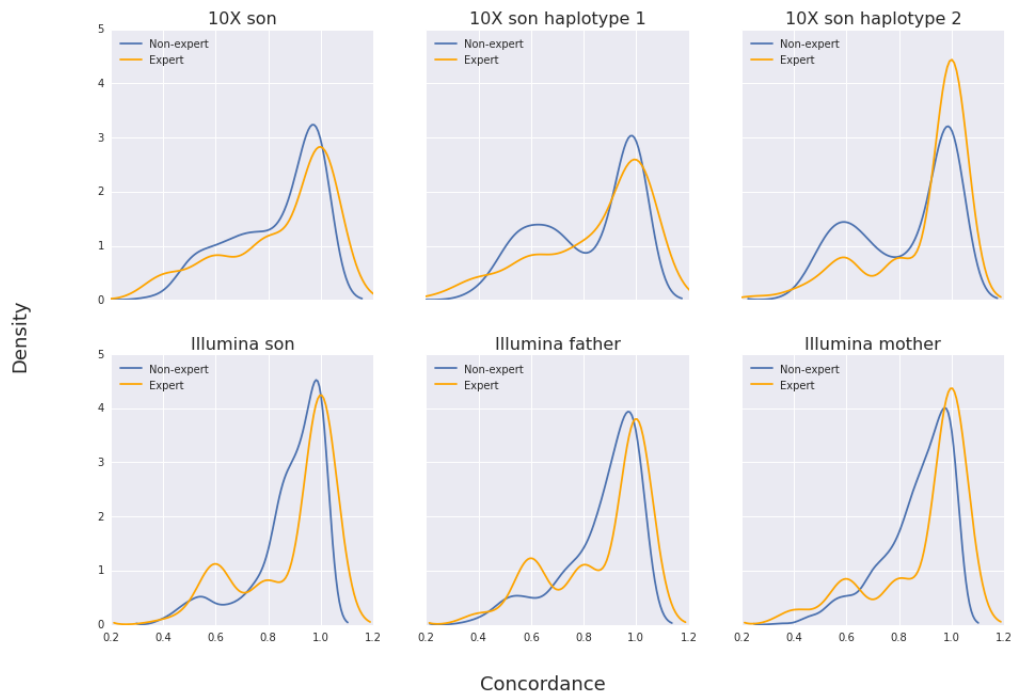 10X son
10X son haplotype 1
10X son haplotype 2
5
4
3
2
1
0
Non-expert
Expert
Non-expert
Expert
Non-expert
Expert
Density
Illumina son
Illumina father
Illumina mother
5
4
3
2
1
0
Non-expert
Expert
Non-expert
Expert
Non-expert
Expert
0.2 0.4 0.6 0.8 1.0 1.2 0.2 0.4 0.6 0.8 1.0 1.2 0.2 0.4 0.6 0.8 1.0 1.2
Concordance